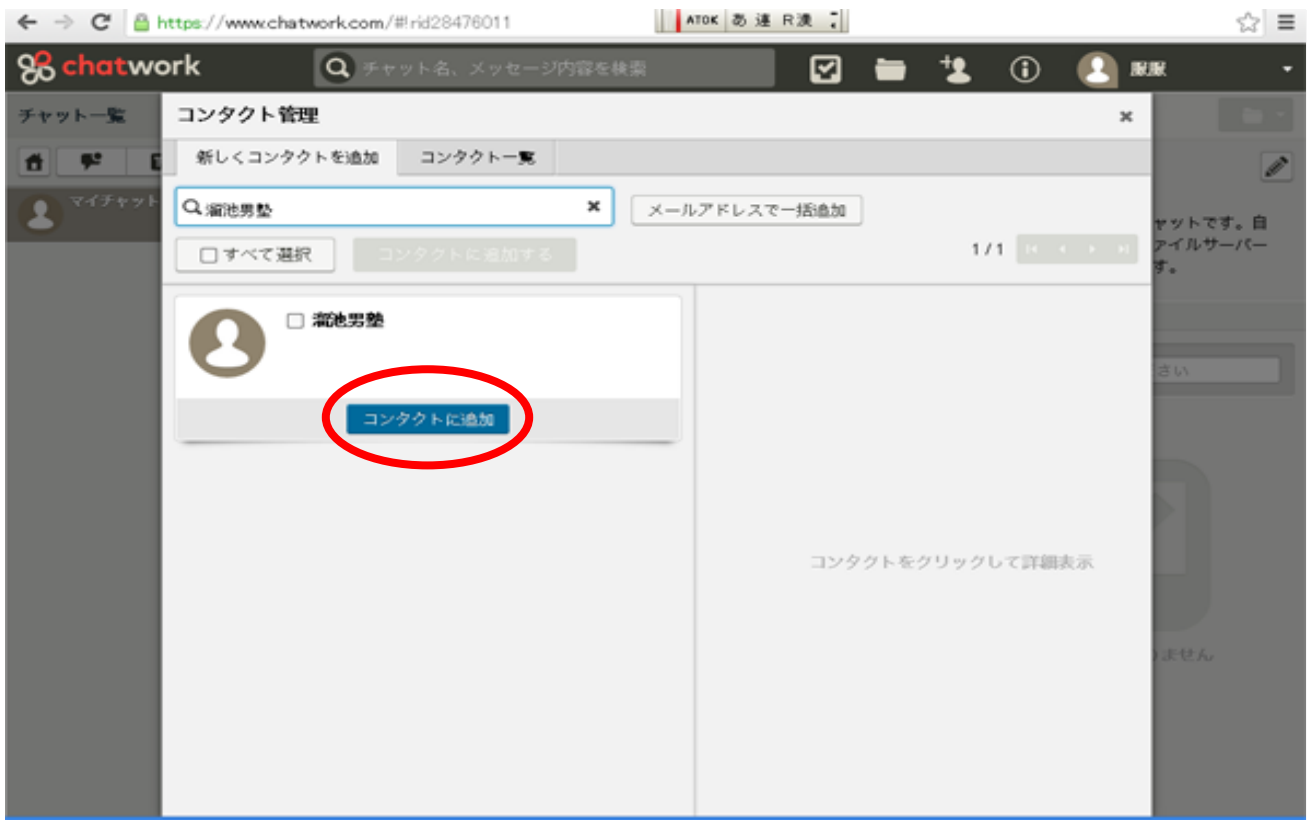 https://www.chatwork.com/#!rid28476011
ATOK あ 連 R漢
chatwork
チャット名、メッセージ内容を検索
服服
チャット一覧
コンタクト管理
新しくコンタクトを追加 コンタクト一覧
マイチャット
溜池男塾
メールアドレスで一括追加
すべて選択
コンタクトに追加する
1 / 1
ャットです。自
ァイルサーバー
す。
溜池男塾
さい
コンタクトに追加
コンタクトをクリックして詳細表示
りません